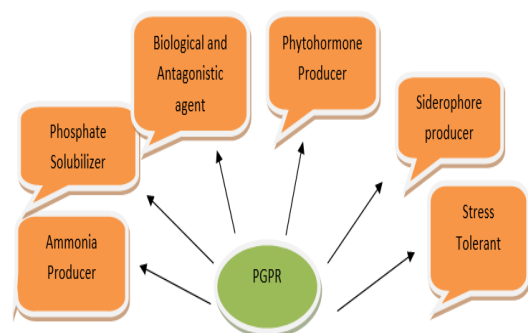 Biological and
Antagonistic
agent
Phytohormone
Producer
Siderophore
producer
Phosphate
Solubilizer
Stress
Tolerant
Ammonia
Producer
PGPR